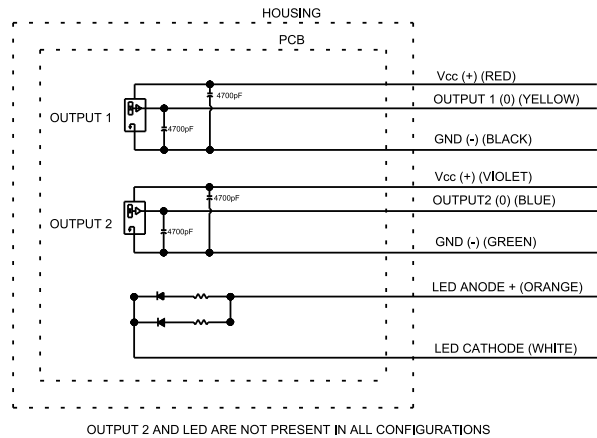 HOUSING
PCB
Vcc (+) (RED)
4700pF
OUTPUT 1 (0) (YELLOW)
OUTPUT 1
4700pF
GND (-) (BLACK)
Vcc (+) (VIOLET)
4700pF
OUTPUT2 (0) (BLUE)
OUTPUT 2
4700pF
GND (-) (GREEN)
LED ANODE + (ORANGE)
LED CATHODE (WHITE)
OUTPUT 2 AND LED ARE NOT PRESENT IN ALL CONFIGURATIONS